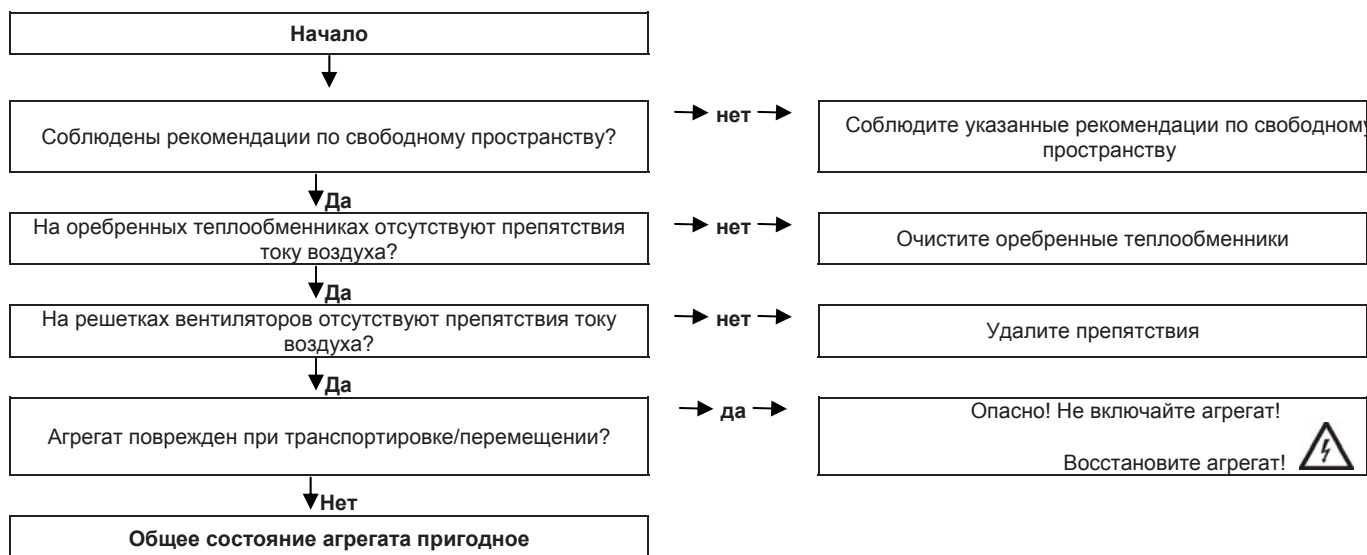 Начало
Соблюдены рекомендации по свободному пространству?
нет
Соблюдите указанные рекомендации по свободному
пространству
Да
На оребренных теплообменниках отсутствуют препятствия
току воздуха?
нет
Очистите оребренные теплообменники
Да
На решетках вентиляторов отсутствуют препятствия току
воздуха?
нет
Удалите препятствия
Да
Агрегат поврежден при транспортировке/перемещении?
да
Опасно! Не включайте агрегат!
Восстановите агрегат!
Нет
Общее состояние агрегата пригодное